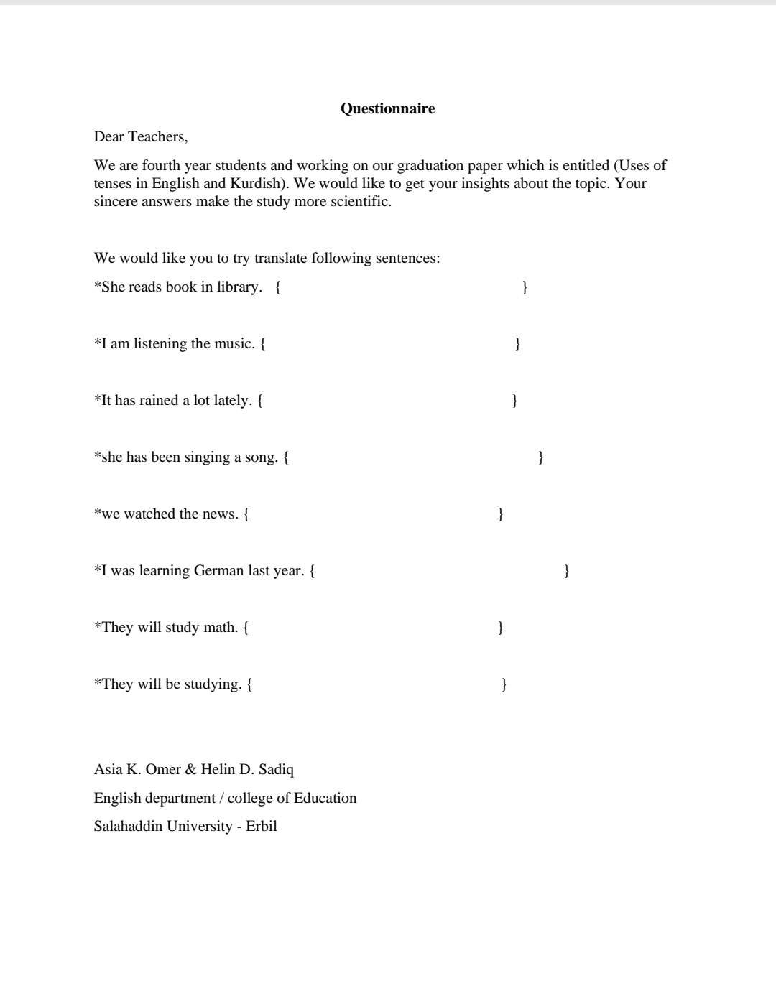 Questionnaire
Dear Teachers,
We are fourth year students and working on our graduation paper which is entitled (Uses of
tenses in English and Kurdish). We would like to get your insights about the topic. Your
sincere answers make the study more scientific.
We would like you to try translate following sentences:
*She reads book in library. { }
*I am listening the music. { }
*It has rained a lot lately. { }
*she has been singing a song. { }
*we watched the news. { }
*I was learning German last year. { }
*They will study math. { }
*They will be studying. { }
Asia K. Omer & Helin D. Sadiq
English department / college of Education
Salahaddin University - Erbil